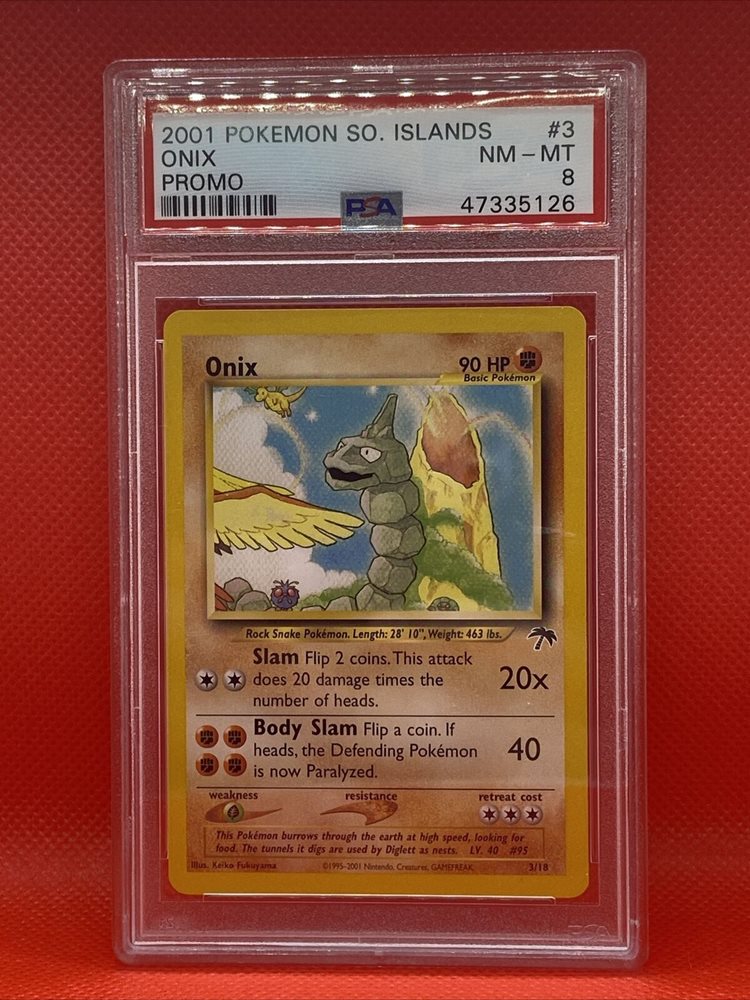 2001 POKEMON SO. ISLANDS #3
ONIX NM - MT
PROMO 8
PSA 47335126
Onix 90 HP
Basic Pokémon
Rock Snake Pokémon. Length: 28' 10", Weight: 463 lbs.
Slam Flip 2 coins. This attack
does 20 damage times the 20x
number of heads.
Body Slam Flip a coin. If
heads, the Defending Pokémon 40
is now Paralyzed.
weakness resistance retreat cost
This Pokémon burrows through the earth at high speed, looking for
food. The tunnels it digs are used by Diglett as nests. LV. 40 #95
Illus. Keiko Fukuyama ©1995-2001 Nintendo, Creatures, GAMEFREAK 3/18
PSA